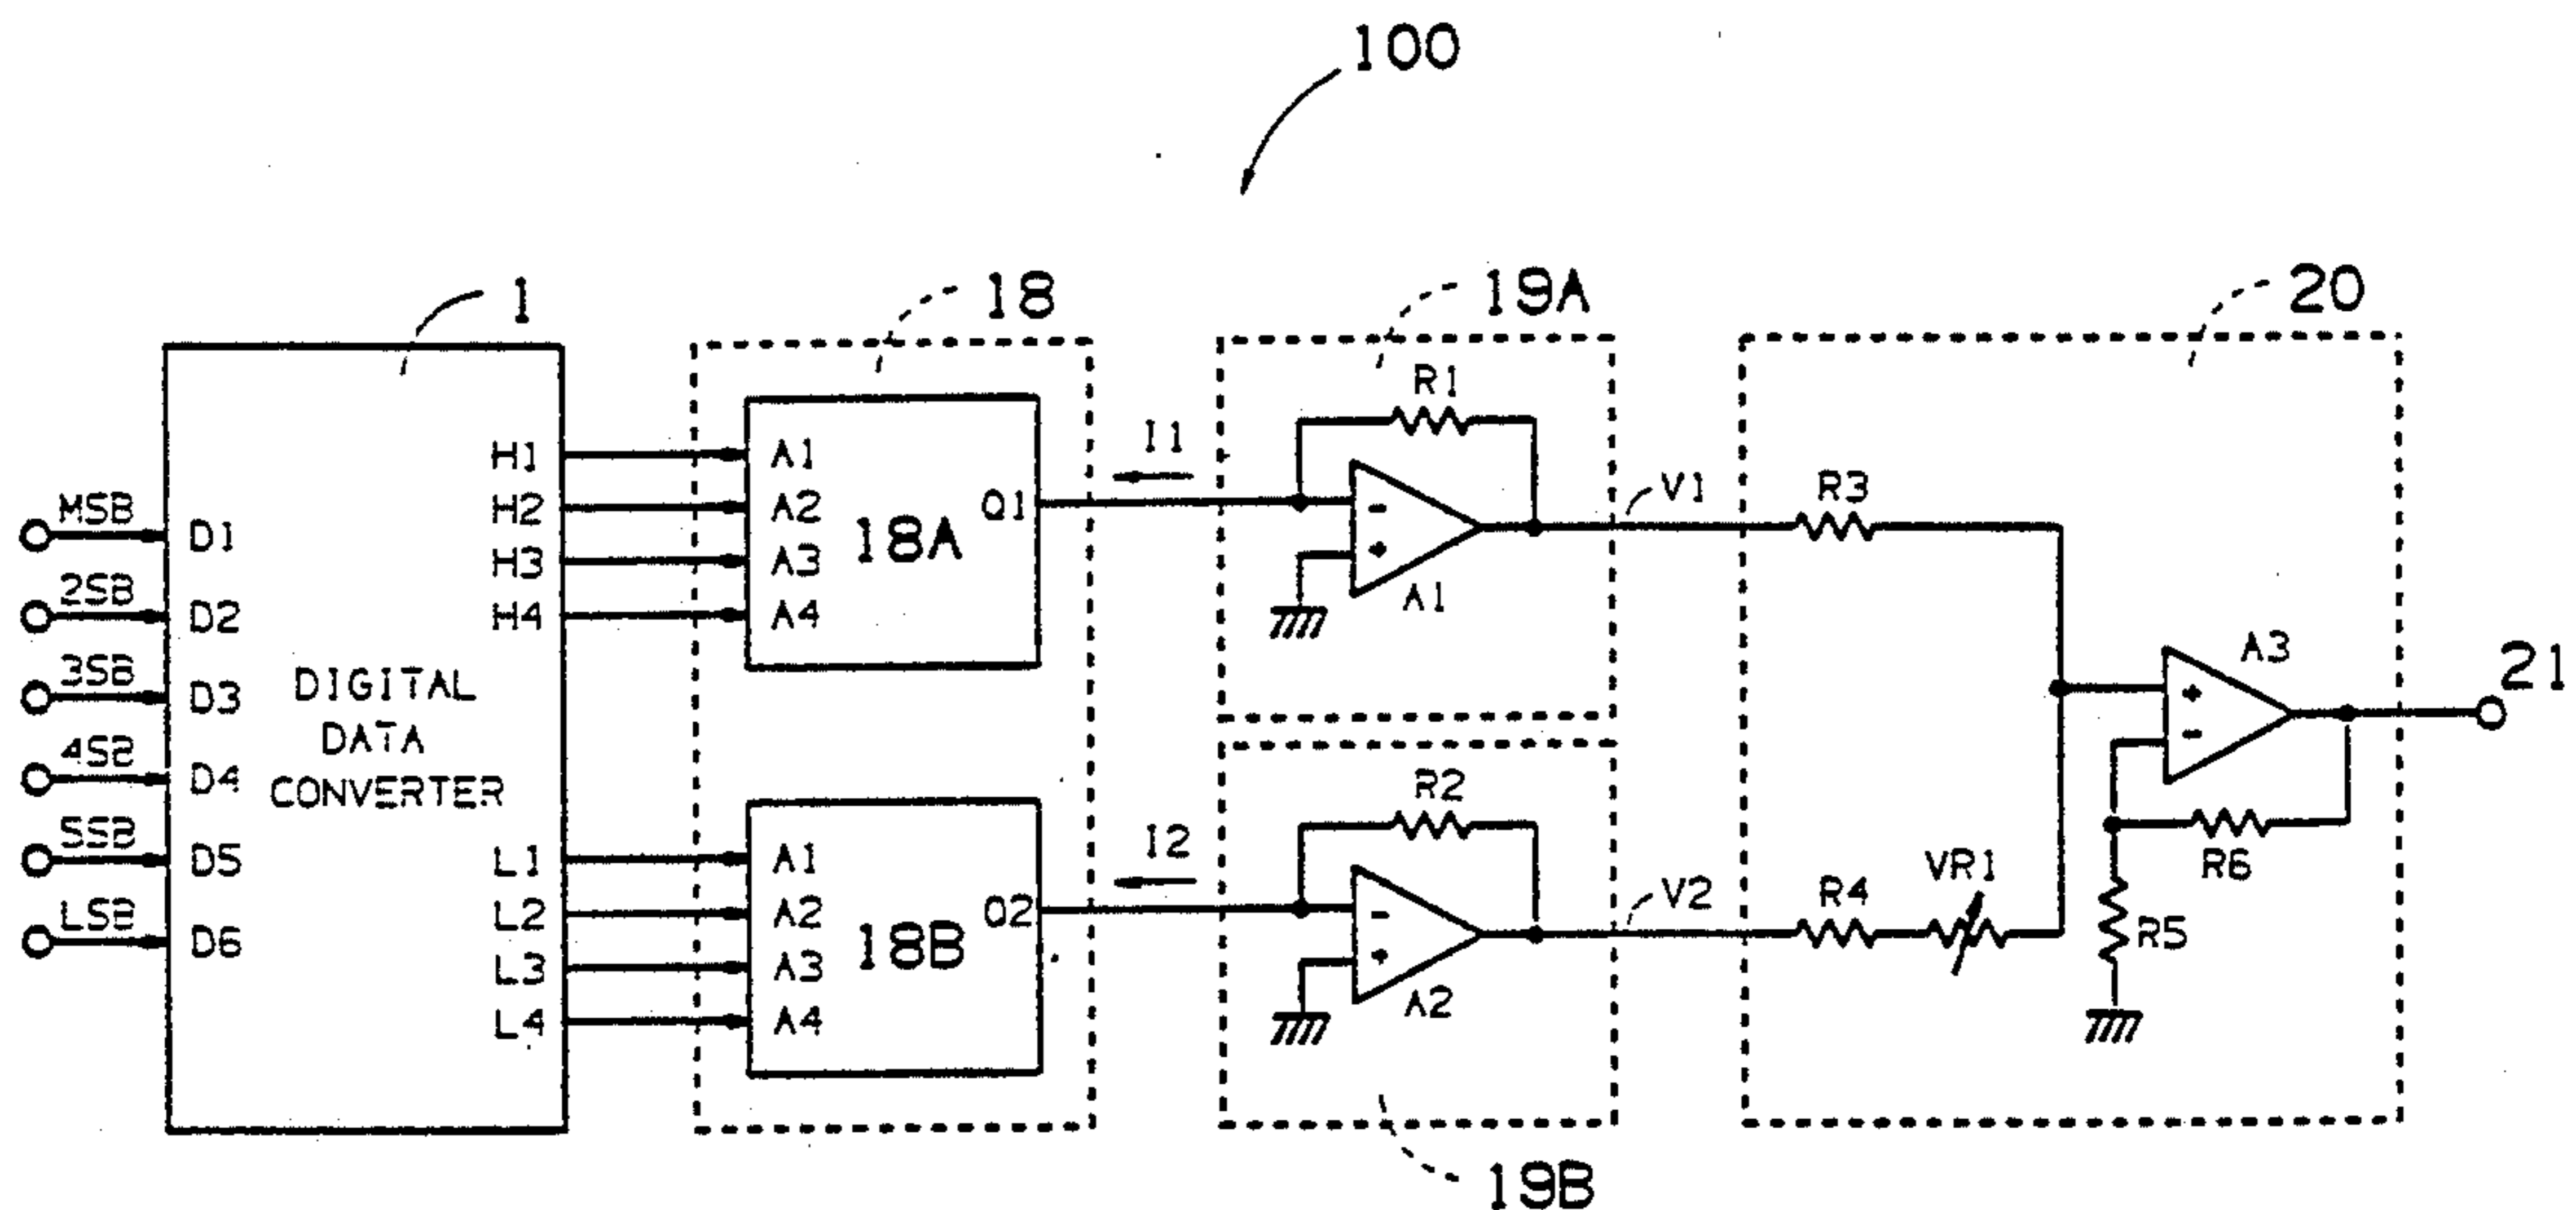 100
1
18
19A
20
MSB
2SB
3SB
4SB
5SB
LSB
D1
D2
D3
D4
D5
D6
DIGITAL
DATA
CONVERTER
H1
H2
H3
H4
L1
L2
L3
L4
A1
A2
A3
A4
18A
Q1
A1
A2
A3
A4
18B
Q2
I1
I2
R1
-
+
A1
R2
-
+
A2
19B
V1
V2
R3
R4
VR1
A3
+
-
R6
R5
21